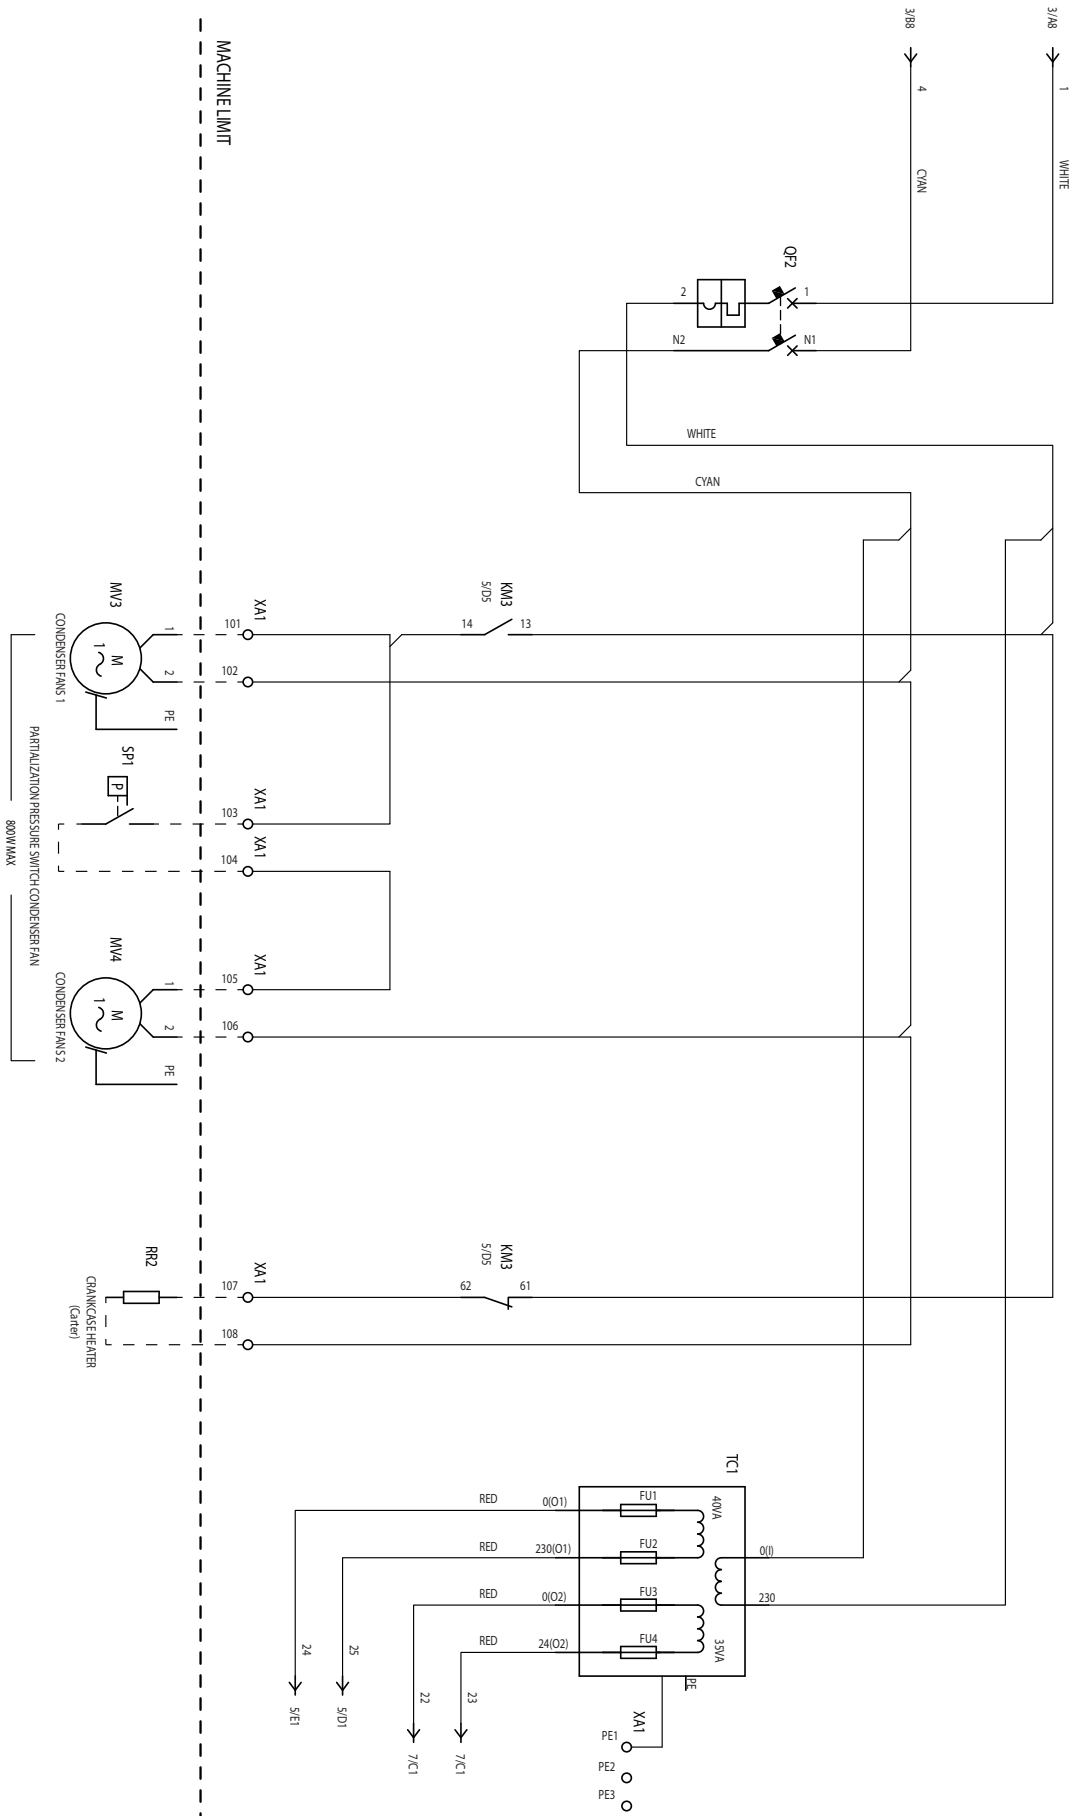 3/B8
3/A8
4
1
WHITE
CYAN
MACHINE LIMIT
QF2
2
1
N2
N1
WHITE
CYAN
MV3
1
2
PE
M
1
CONDENSER FANS 1
XA1
101
102
KM3
5/D5
14
13
SP1
P
PARTIALIZATION PRESSURE SWITCH CONDENSER FAN
800W MAX
XA1
103
XA1
104
MV4
1
2
PE
M
1
CONDENSER FANS 2
XA1
105
106
RR2
CRANKCASE HEATER
(Carter)
XA1
107
108
KM3
5/D5
62
61
TC1
40VA
35VA
FU1
FU2
FU3
FU4
RED
0(O1)
RED
230(O1)
RED
0(O2)
RED
24(O2)
0(I)
230
PE
24
5/E1
25
5/D1
22
7/C1
23
7/C1
XA1
PE1
PE2
PE3